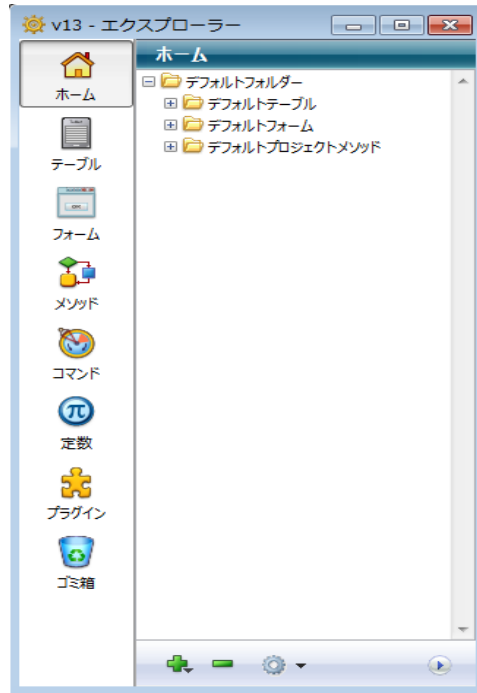 v13 - エクスプローラー
ホーム
ホーム
デフォルトフォルダー
デフォルトテーブル
デフォルトフォーム
デフォルトプロジェクトメソッド
テーブル
フォーム
メソッド
コマンド
π
定数
プラグイン
ゴミ箱